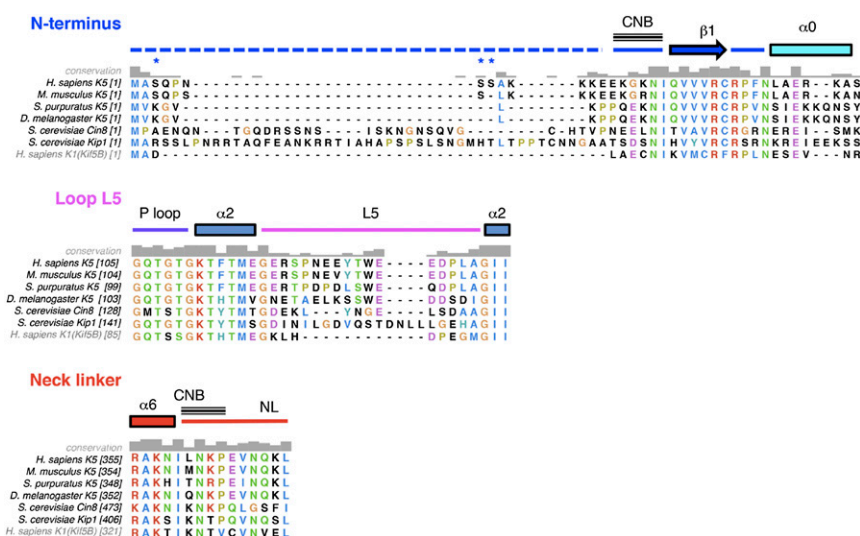 N-terminus
CNB
β1
α0
* * *
conservation
H. sapiens K5 [1] MASQPN--------------------------SSAK------KKEEKGKNIQVVVRCRPFNLAER--KAS
M. musculus K5 [1] MASQPS--------------------------S-LK------KKEEKGRNIQVVVRCRPFNLAER--KAN
S. purpuratus K5 [1] MVKGV-----------------------------L--------KPPQEKNIQVVVRVRPFNSIEKKQNSY
D. melanogaster K5 [1]
S. cerevisiae Cin8 [1] MPAENQN---TGQDRSSNS-----ISKNGNSQVG-------CHTVPNEELNITVAVRCRGRNEREI--SMK
S. cerevisiae Kip1 [1] MARSSLPNRRTAQFEANKRRTIAHAPSPSLSNGMHTLTPPTCNNGAATSDSNIHVYVRCRSRNKREIEEKSS
H. sapiens K1(Kif5B) [1] MAD------------------------------------------LAECNIKVMCRFRPLNESEV---NR
Loop L5
P loop
α2
L5
α2
conservation
H. sapiens K5 [105] GQTGTGKTFTMEGERSPNEEYTWE----EDPLAGII
M. musculus K5 [104] GQTGTGKTFTMEGERSPNEVYTWE----EDPLAGII
S. purpuratus K5 [99] GQTGTGKTFTMEGERTPDPDLSWE----QDPLAGII
D. melanogaster K5 [103] GQTGTGKTHTMVGNETAELKSSWE----DDSDIGII
S. cerevisiae Cin8 [128] GMTSTGKTYTMTGDEKL---YNGE----LSDAAGII
S. cerevisiae Kip1 [141] GQTGTGKTYTMSGDINILGDVQSTDNLLLGEHAGII
H. sapiens K1(Kif5B) [85] GQTSSGKTHTMEGKLH------------DPEGMGII
Neck linker
α6
CNB
NL
conservation
H. sapiens K5 [355] RAKNILNKPEVNQKL
M. musculus K5 [354] RAKNIMNKPEVNQKL
S. purpuratus K5 [348] RAKHITNRPEINQKL
D. melanogaster K5 [352] RAKNIQNKPEVNQKL
S. cerevisiae Cin8 [473] KAKNIKNKPQLGSFI
S. cerevisiae Kip1 [406] RAKSIKNTPQVNQSL
H. sapiens K1(Kif5B) [321] RAKTIKNTVCVNVEL